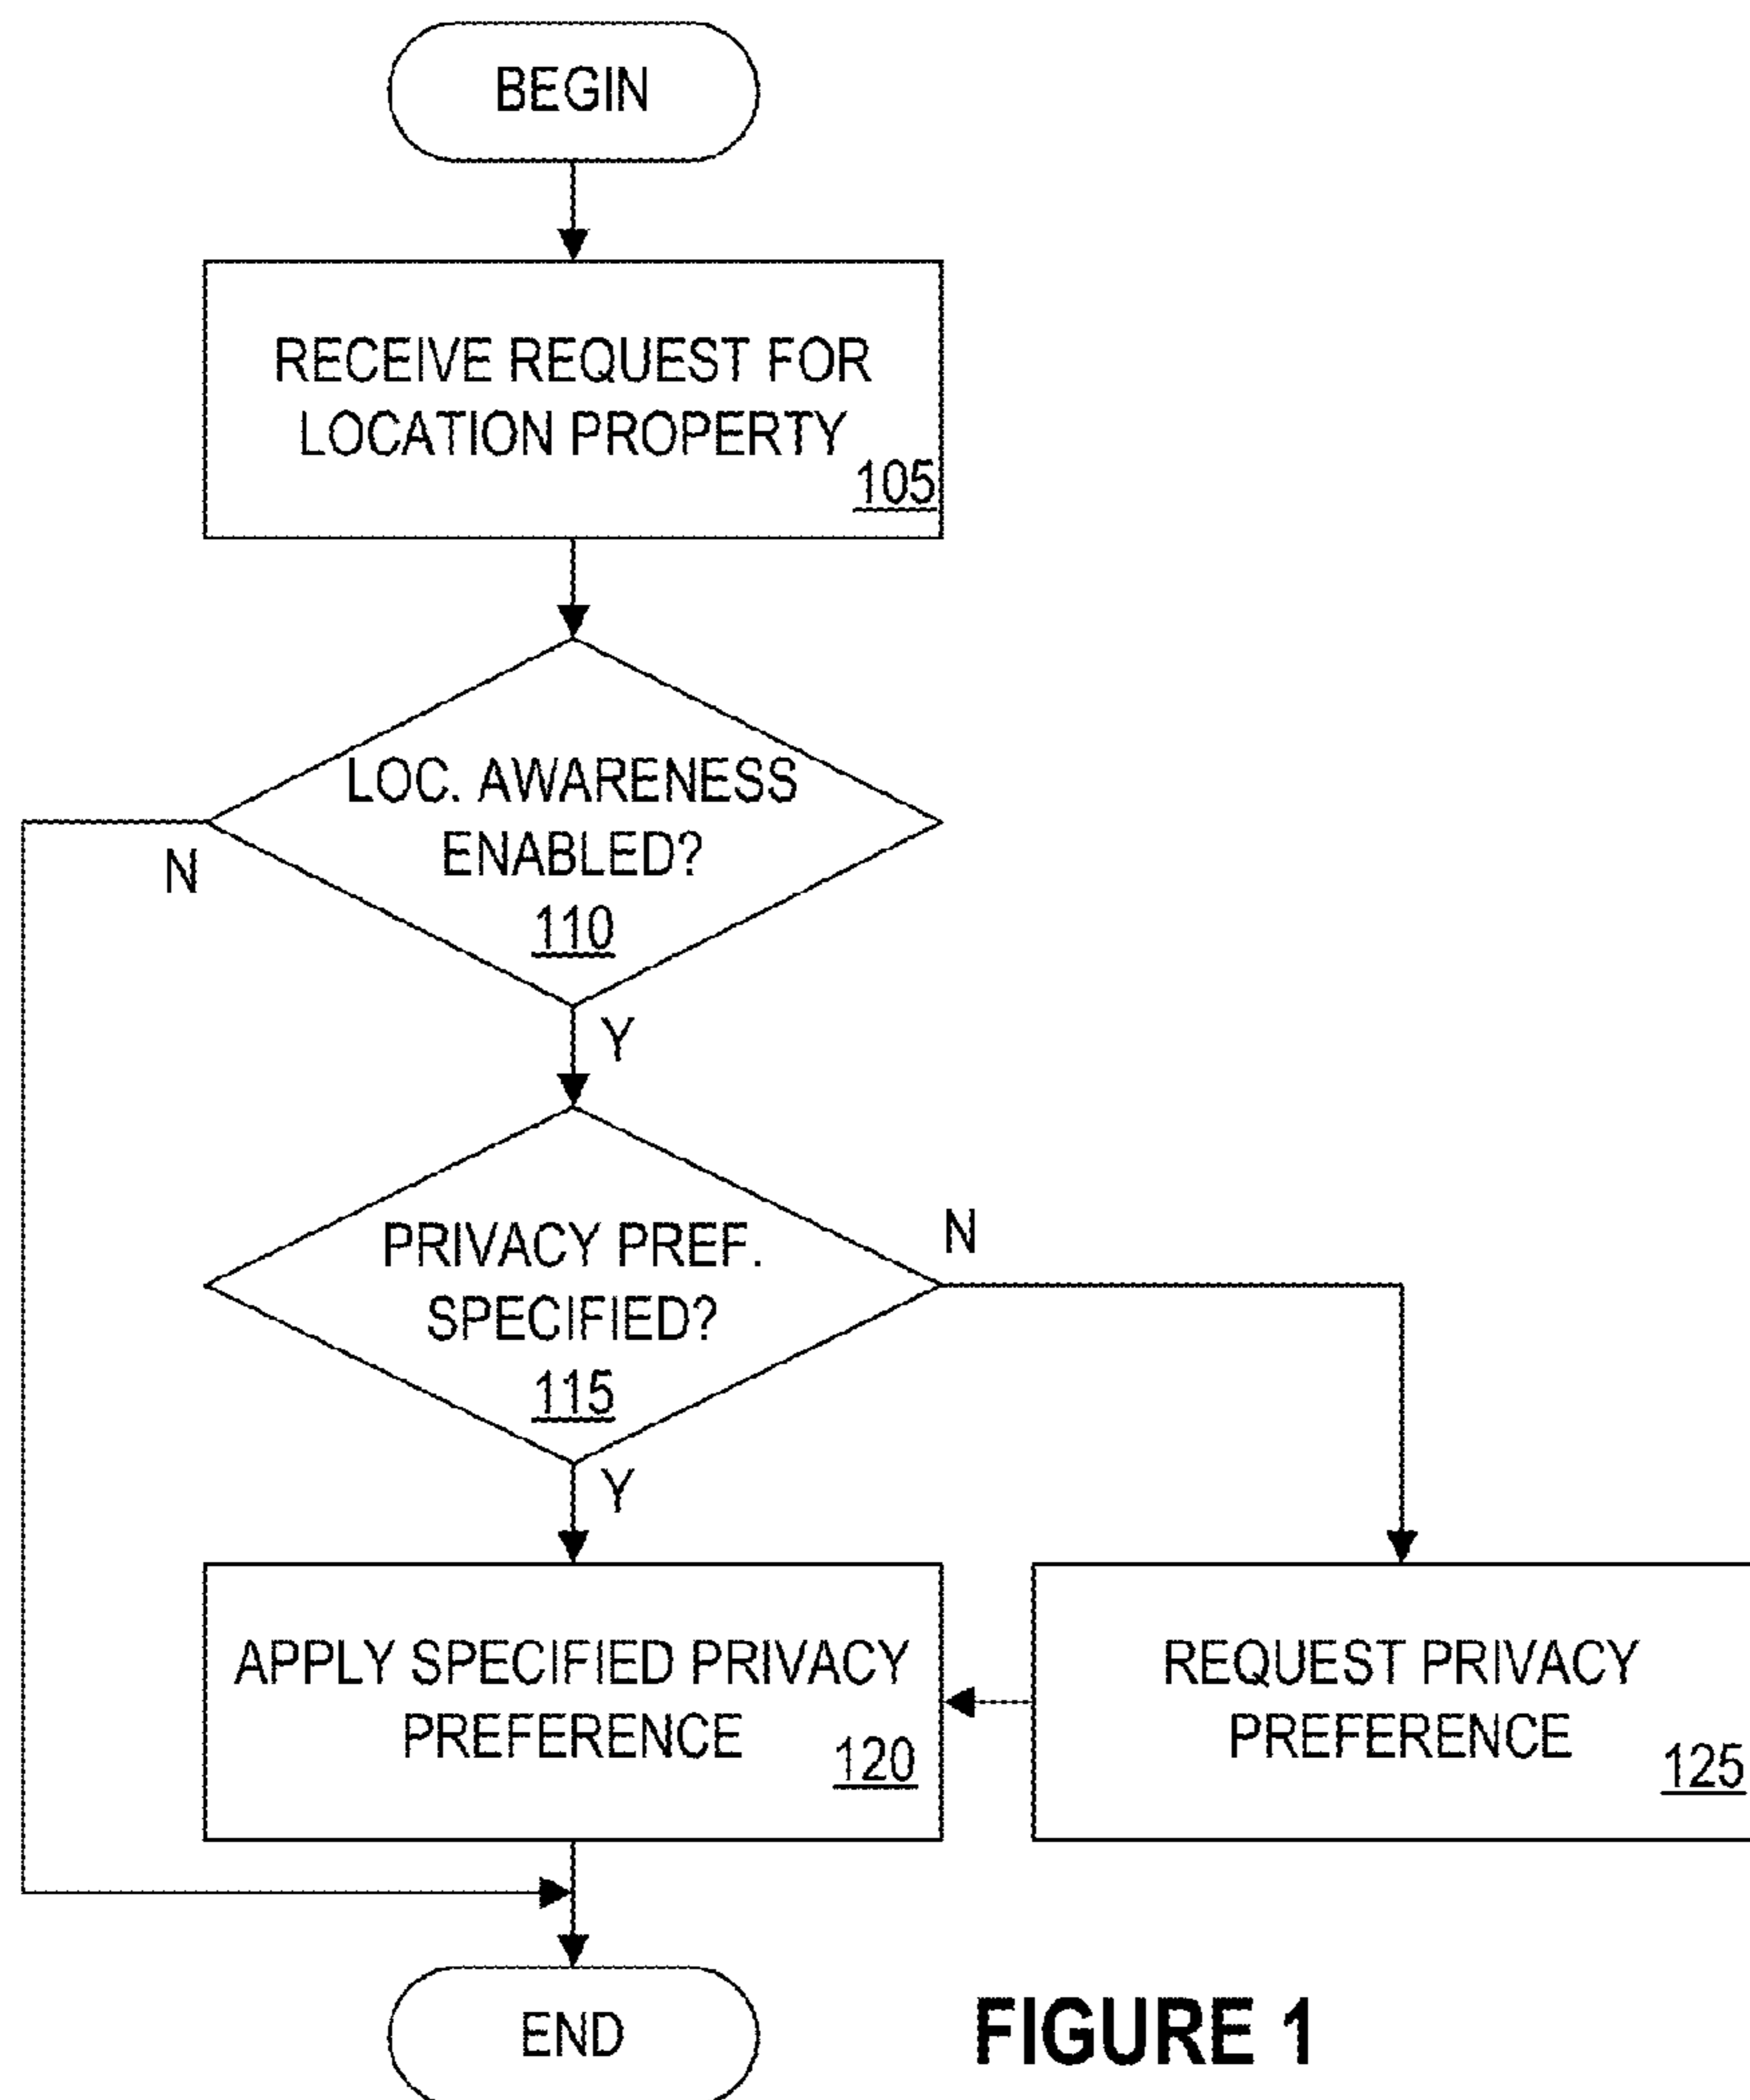 BEGIN
RECEIVE REQUEST FOR
LOCATION PROPERTY
105
LOC. AWARENESS
ENABLED?
110
N
Y
PRIVACY PREF.
SPECIFIED?
115
N
Y
APPLY SPECIFIED PRIVACY
PREFERENCE
120
REQUEST PRIVACY
PREFERENCE
125
END
FIGURE 1